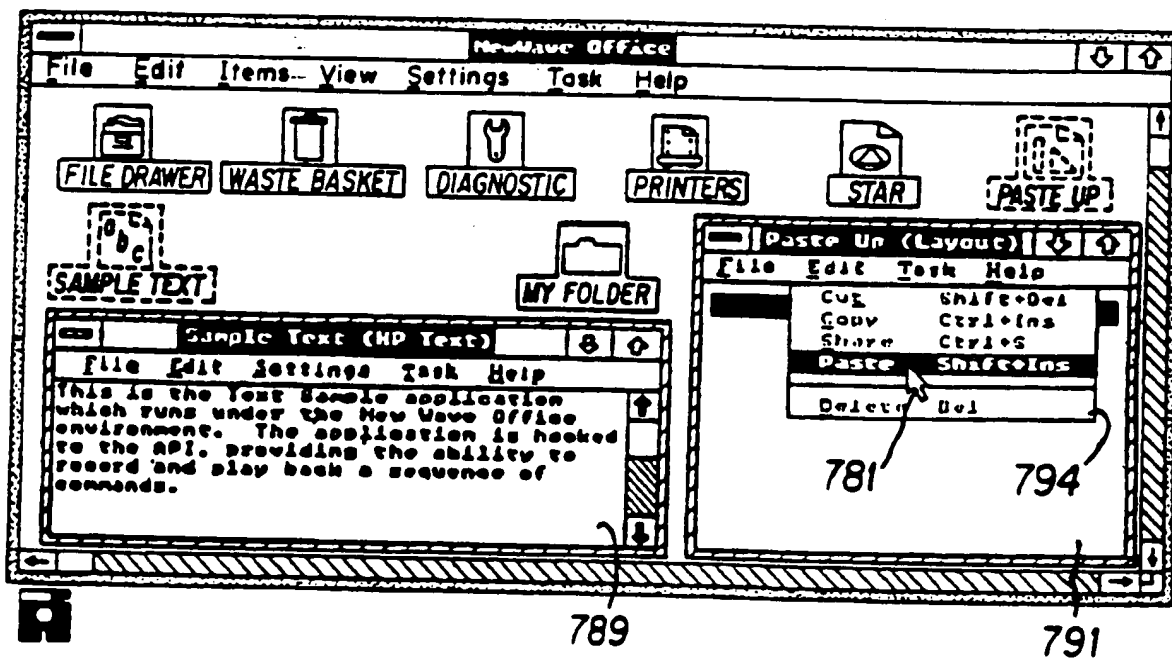 NewWave Office
File Edit Items View Settings Task Help
FILE DRAWER WASTE BASKET DIAGNOSTIC PRINTERS STAR PASTE UP
SAMPLE TEXT MY FOLDER
Paste Up (Layout)
File Edit Task Help
Cut Shift+Del
Copy Ctrl+Ins
Share Ctrl+S
Paste Shift+Ins
Delete Del
Sample Text (HP Text)
File Edit Settings Task Help
This is the Text Sample application
which runs under the New Wave Office
environment. The application is hooked
to the API, providing the ability to
record and play back a sequence of
commands.
abc
781 794
789 791